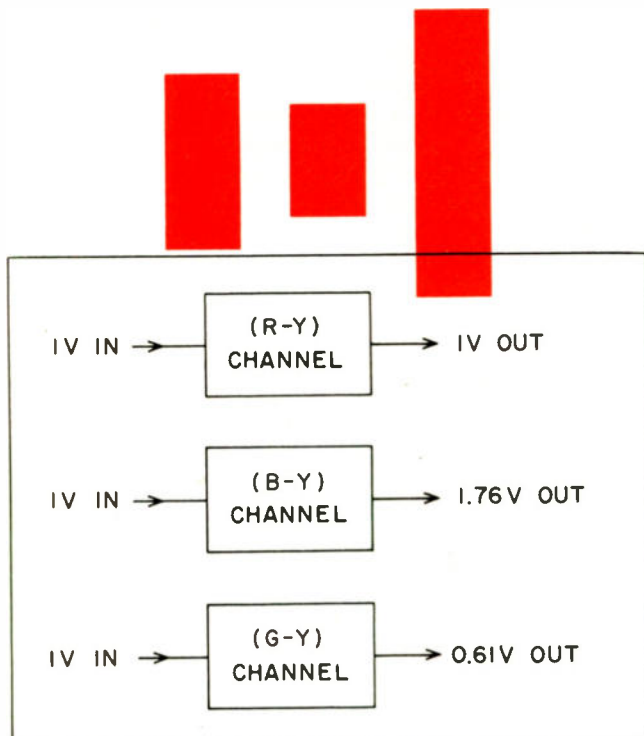 1V IN (R-Y) CHANNEL 1V OUT
1V IN (B-Y) CHANNEL 1.76V OUT
1V IN (G-Y) CHANNEL 0.61V OUT